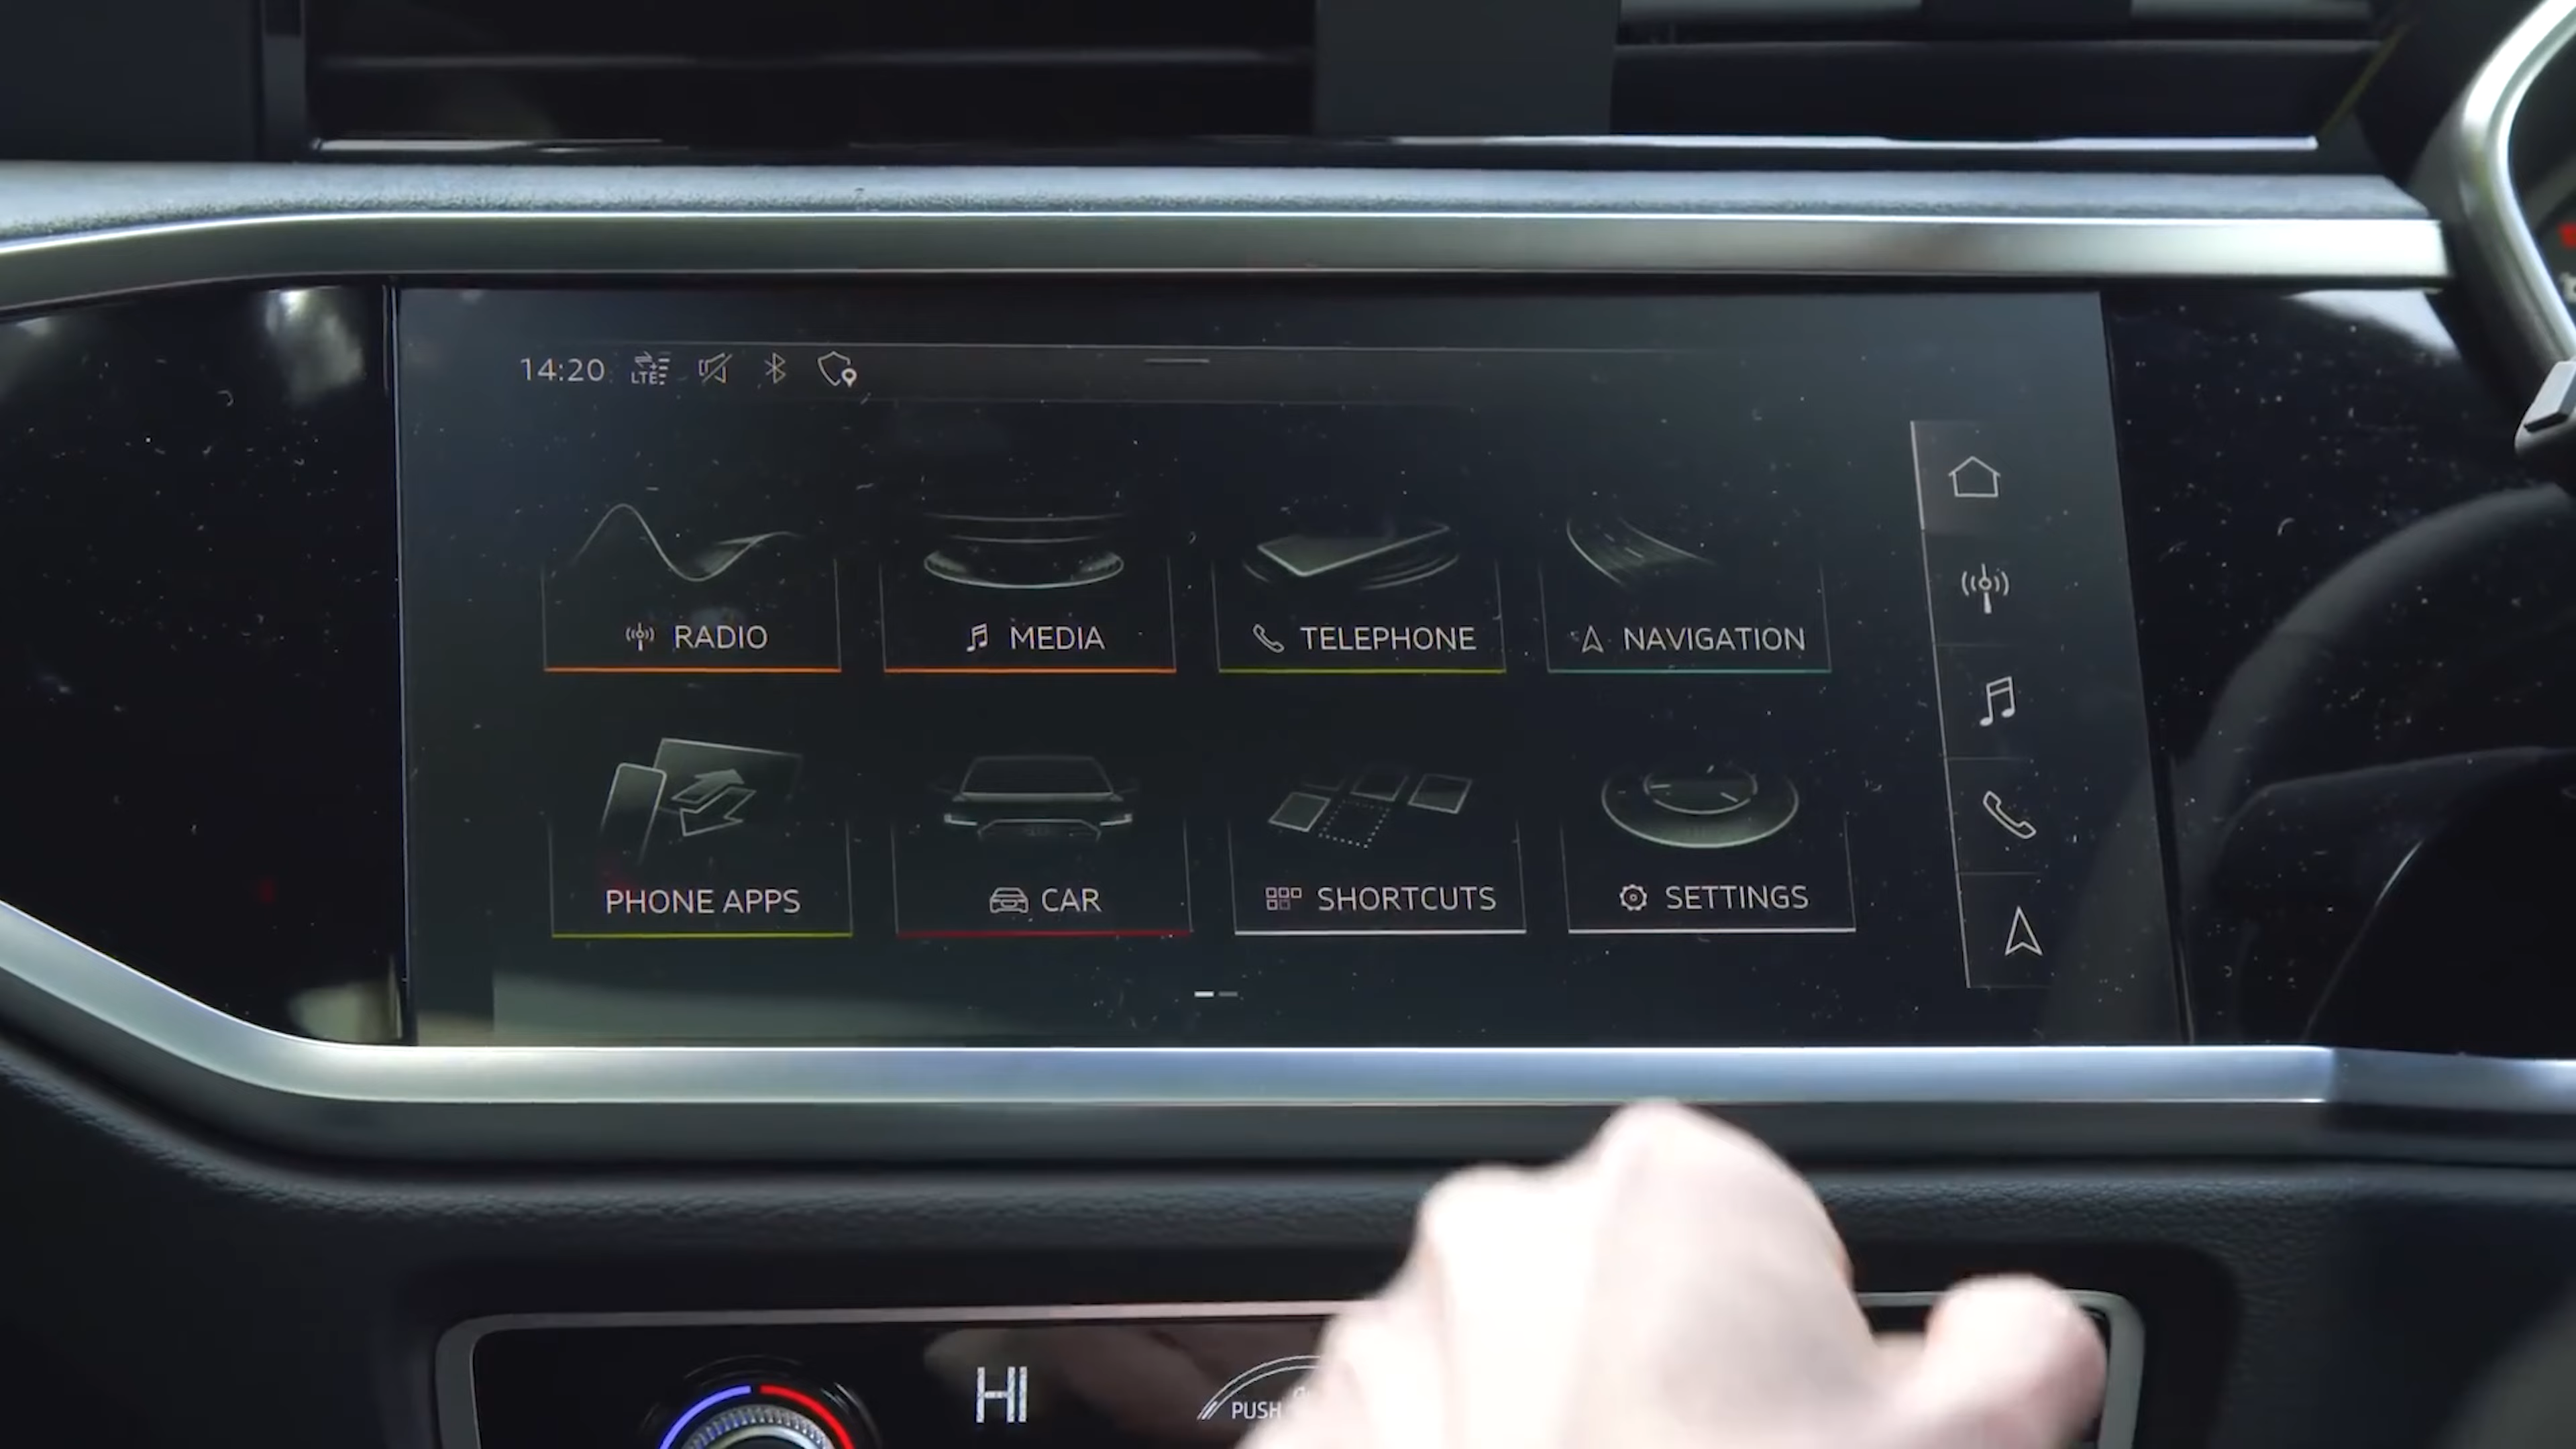 14:20 LTE
RADIO MEDIA TELEPHONE NAVIGATION
PHONE APPS CAR SHORTCUTS SETTINGS
HI
PUSH